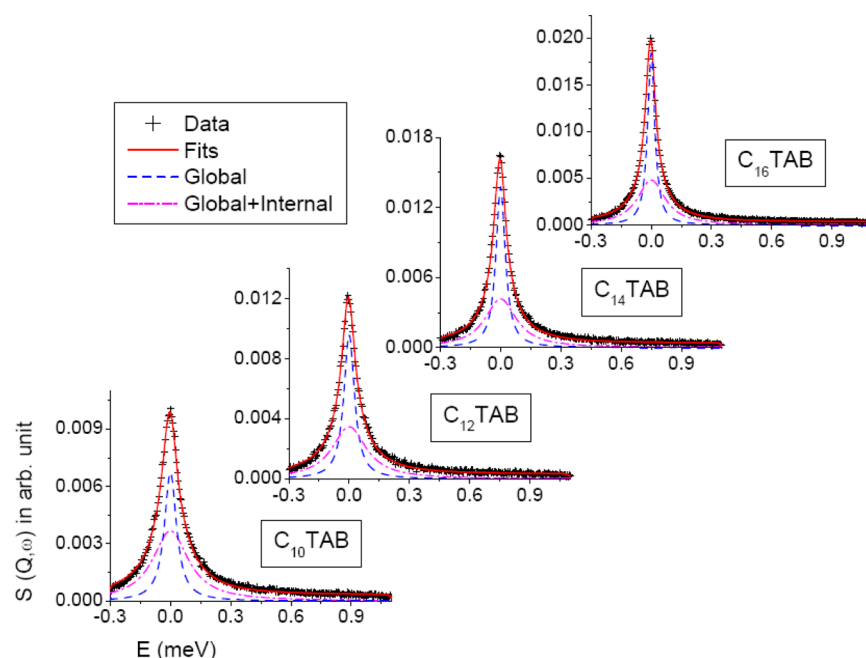 Data
Fits
Global
Global+Internal
0.020
0.015
0.010
0.005
0.000
-0.3 0.0 0.3 0.6 0.9
C₁₆TAB
0.018
0.012
0.006
0.000
-0.3 0.0 0.3 0.6 0.9
C₁₄TAB
0.012
0.008
0.004
0.000
-0.3 0.0 0.3 0.6 0.9
C₁₂TAB
S (Q,ω) in arb. unit
0.009
0.006
0.003
0.000
-0.3 0.0 0.3 0.6 0.9
C₁₀TAB
E (meV)